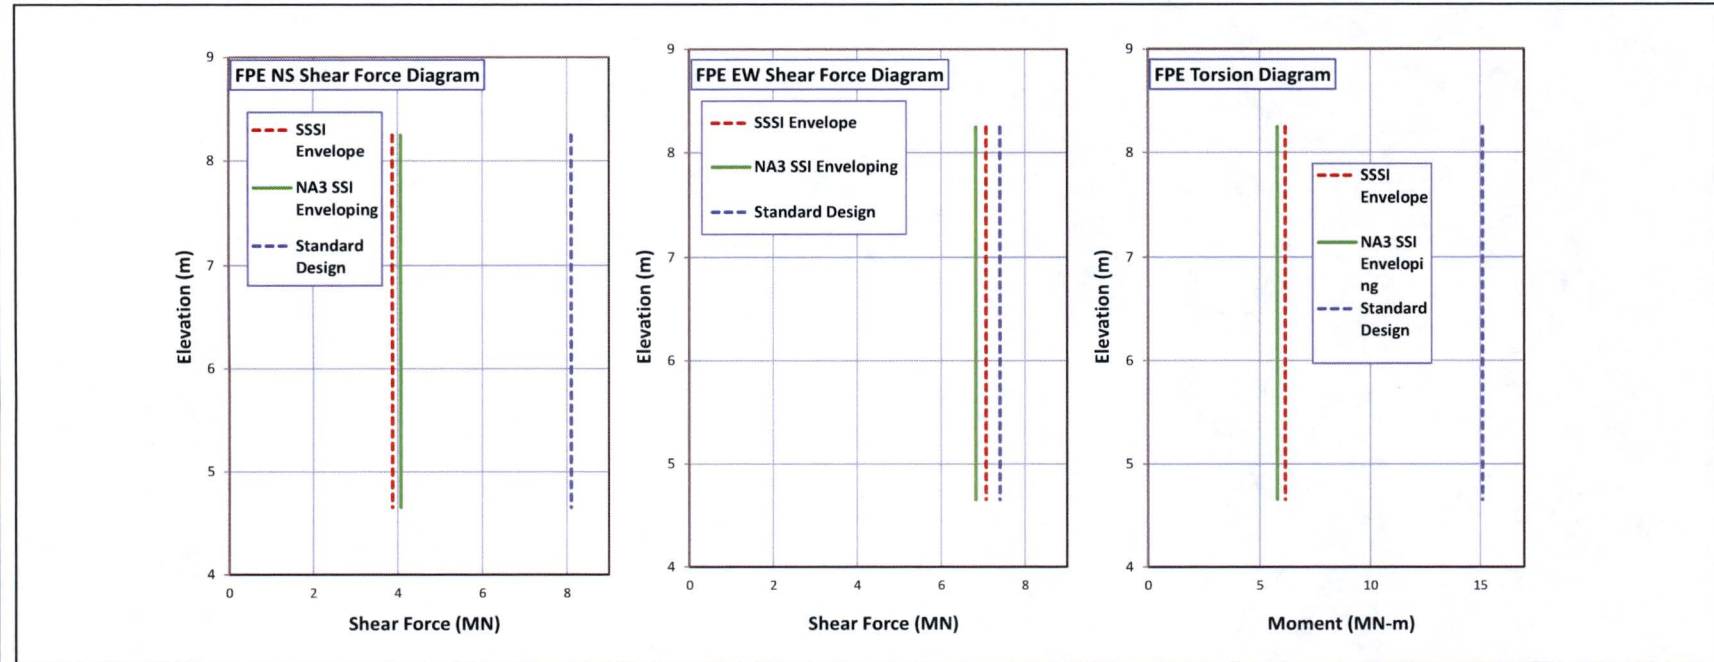 FPE NS Shear Force Diagram
SSSI
Envelope
NA3 SSI
Enveloping
Standard
Design
Elevation (m)
9
8
7
6
5
4
0 2 4 6 8
Shear Force (MN)
FPE EW Shear Force Diagram
SSSI Envelope
NA3 SSI Enveloping
Standard Design
Elevation (m)
9
8
7
6
5
4
0 2 4 6 8
Shear Force (MN)
FPE Torsion Diagram
SSSI
Envelope
NA3 SSI
Envelopi
ng
Standard
Design
Elevation (m)
9
8
7
6
5
4
0 5 10 15
Moment (MN-m)